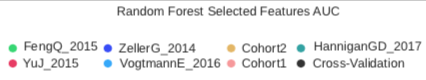 Random Forest Selected Features AUC
FengQ_2015 ZellerG_2014 Cohort2 HanniganGD_2017
YuJ_2015 VogtmannE_2016 Cohort1 Cross-Validation